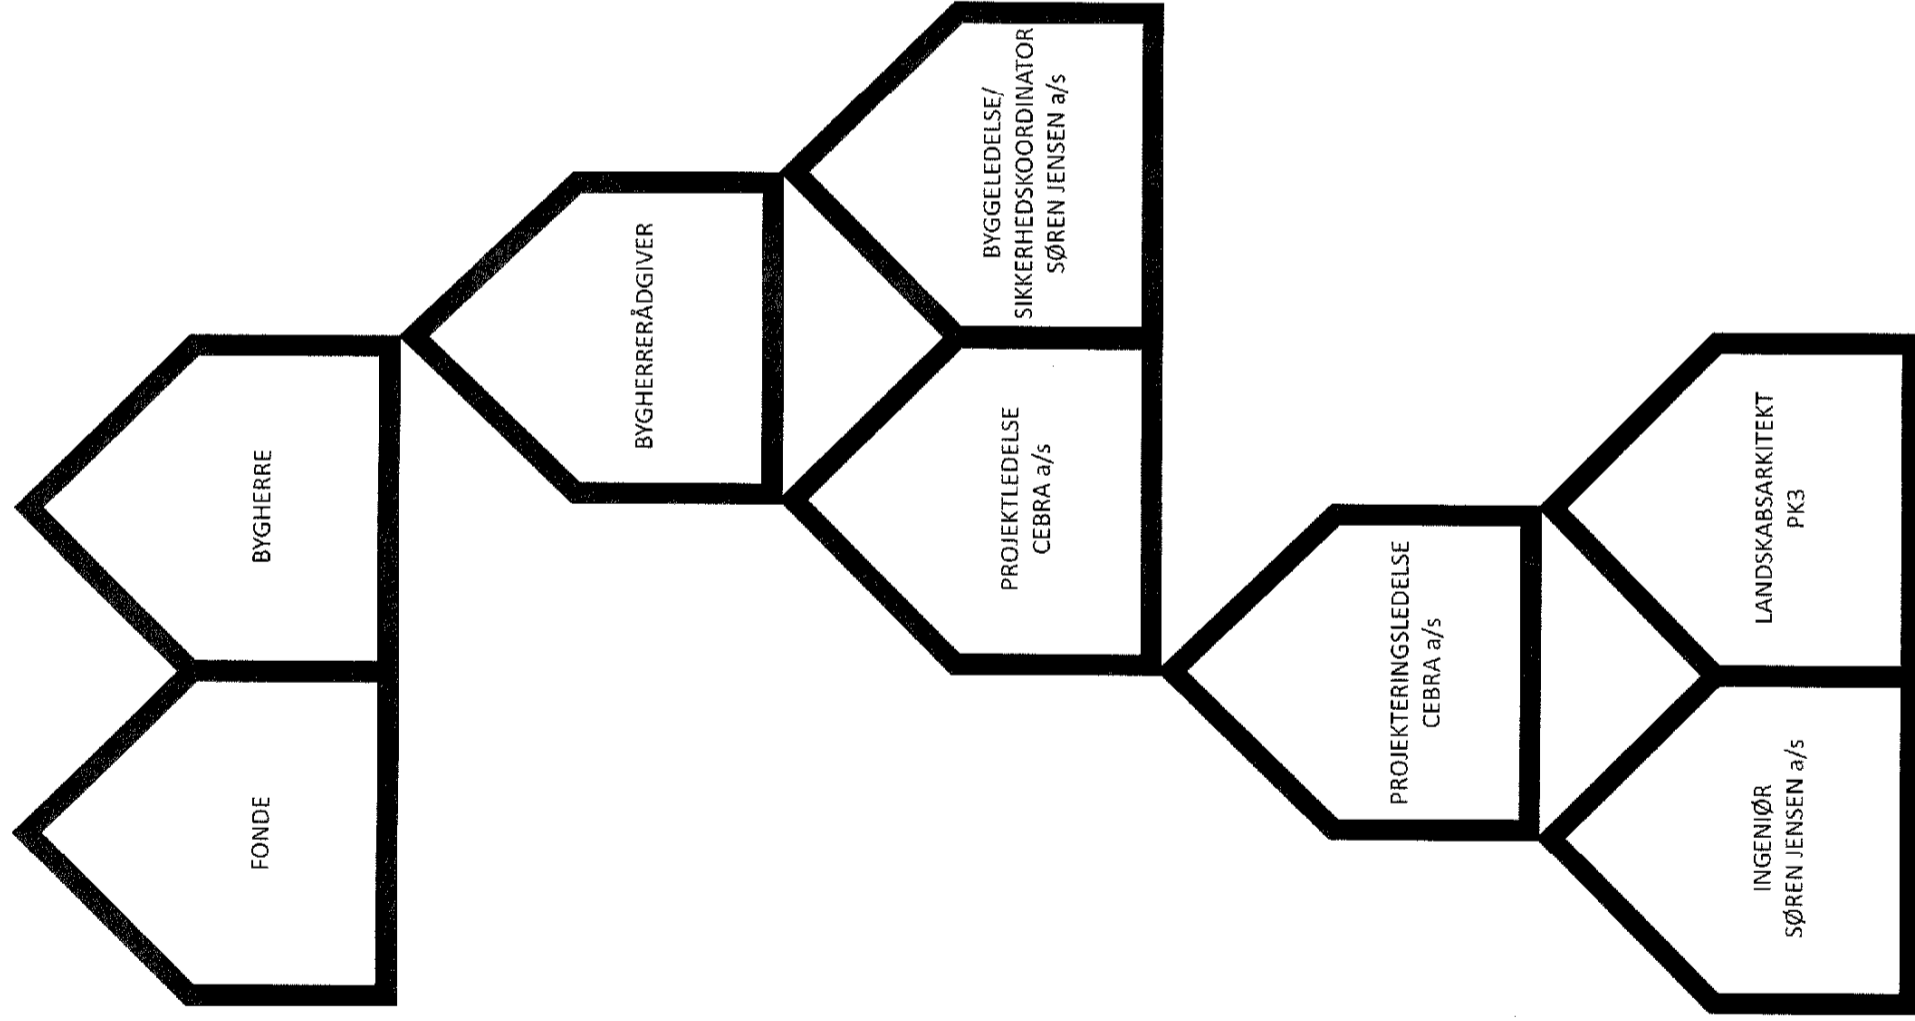 FONDE
BYGHERRE
BYGHERRERÅDGIVER
PROJEKTLEDELSE
CEBRA a/s
BYGGELEDELSE/
SIKKERHEDSKOORDINATOR
SØREN JENSEN a/s
PROJEKTERINGSLEDELSE
CEBRA a/s
INGENIØR
SØREN JENSEN a/s
LANDSKABSARKITEKT
PK3